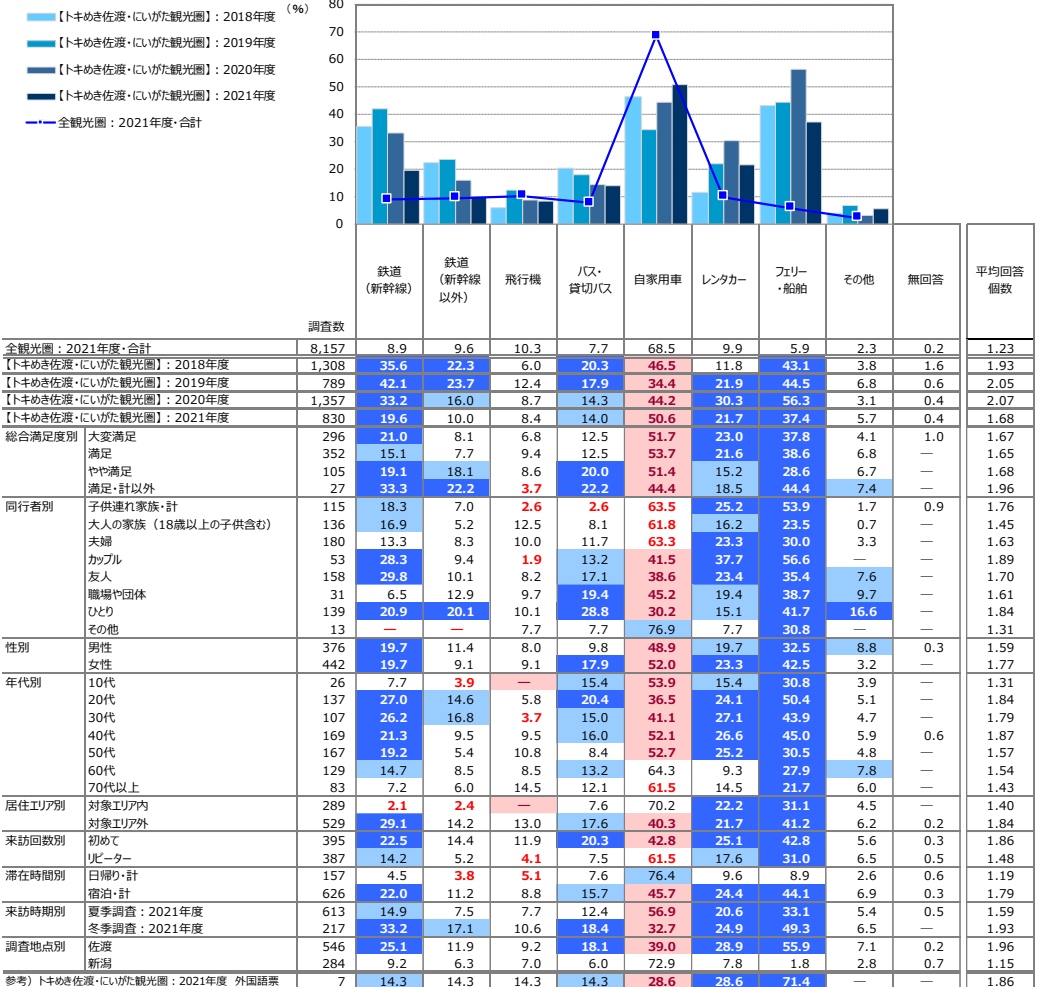 【トキめき佐渡・にいがた観光圏】：2018年度
【トキめき佐渡・にいがた観光圏】：2019年度
【トキめき佐渡・にいがた観光圏】：2020年度
【トキめき佐渡・にいがた観光圏】：2021年度
全観光圏：2021年度・合計
（%）
80
70
60
50
40
30
20
10
0
調査数 鉄道（新幹線） 鉄道（新幹線以外） 飛行機 バス・貸切バス 自家用車 レンタカー フェリー・船舶 その他 無回答 平均回答個数
全観光圏：2021年度・合計 8,157 8.9 9.6 10.3 7.7 68.5 9.9 5.9 2.3 0.2 1.23
【トキめき佐渡・にいがた観光圏】：2018年度 1,308 35.6 22.3 6.0 20.3 46.5 11.8 43.1 3.8 1.6 1.93
【トキめき佐渡・にいがた観光圏】：2019年度 789 42.1 23.7 12.4 17.9 34.4 21.9 44.5 6.8 0.6 2.05
【トキめき佐渡・にいがた観光圏】：2020年度 1,357 33.2 16.0 8.7 14.3 44.2 30.3 56.3 3.1 0.4 2.07
【トキめき佐渡・にいがた観光圏】：2021年度 830 19.6 10.0 8.4 14.0 50.6 21.7 37.4 5.7 0.4 1.68
総合満足度別 大変満足 296 21.0 8.1 6.8 12.5 51.7 23.0 37.8 4.1 1.0 1.67
満足 352 15.1 7.7 9.4 12.5 53.7 21.6 38.6 6.8 ― 1.65
やや満足 105 19.1 18.1 8.6 20.0 51.4 15.2 28.6 6.7 ― 1.68
満足・計以外 27 33.3 22.2 3.7 22.2 44.4 18.5 44.4 7.4 ― 1.96
同行者別 子供連れ家族・計 115 18.3 7.0 2.6 2.6 63.5 25.2 53.9 1.7 0.9 1.76
大人の家族（18歳以上の子供含む） 136 16.9 5.2 12.5 8.1 61.8 16.2 23.5 0.7 ― 1.45
夫婦 180 13.3 8.3 10.0 11.7 63.3 23.3 30.0 3.3 ― 1.63
カップル 53 28.3 9.4 1.9 13.2 41.5 37.7 56.6 ― ― 1.89
友人 158 29.8 10.1 8.2 17.1 38.6 23.4 35.4 7.6 ― 1.70
職場や団体 31 6.5 12.9 9.7 19.4 45.2 19.4 38.7 9.7 ― 1.61
ひとり 139 20.9 20.1 10.1 28.8 30.2 15.1 41.7 16.6 ― 1.84
その他 13 ― ― 7.7 7.7 76.9 7.7 30.8 ― ― 1.31
性別 男性 376 19.7 11.4 8.0 9.8 48.9 19.7 32.5 8.8 0.3 1.59
女性 442 19.7 9.1 9.1 17.9 52.0 23.3 42.5 3.2 ― 1.77
年代別 10代 26 7.7 3.9 ― 15.4 53.9 15.4 30.8 3.9 ― 1.31
20代 137 27.0 14.6 5.8 20.4 36.5 24.1 50.4 5.1 ― 1.84
30代 107 26.2 16.8 3.7 15.0 41.1 27.1 43.9 4.7 ― 1.79
40代 169 21.3 9.5 9.5 16.0 52.1 26.6 45.0 5.9 0.6 1.87
50代 167 19.2 5.4 10.8 8.4 52.7 25.2 30.5 4.8 ― 1.57
60代 129 14.7 8.5 8.5 13.2 64.3 9.3 27.9 7.8 ― 1.54
70代以上 83 7.2 6.0 14.5 12.1 61.5 14.5 21.7 6.0 ― 1.43
居住エリア別 対象エリア内 289 2.1 2.4 ― 7.6 70.2 22.2 31.1 4.5 ― 1.40
対象エリア外 529 29.1 14.2 13.0 17.6 40.3 21.7 41.2 6.2 0.2 1.84
来訪回数別 初めて 395 22.5 14.4 11.9 20.3 42.8 25.1 42.8 5.6 0.3 1.86
リピーター 387 14.2 5.2 4.1 7.5 61.5 17.6 31.0 6.5 0.5 1.48
滞在時間別 日帰り・計 157 4.5 3.8 5.1 7.6 76.4 9.6 8.9 2.6 0.6 1.19
宿泊・計 626 22.0 11.2 8.8 15.7 45.7 24.4 44.1 6.9 0.3 1.79
来訪時期別 夏季調査：2021年度 613 14.9 7.5 7.7 12.4 56.9 20.6 33.1 5.4 0.5 1.59
冬季調査：2021年度 217 33.2 17.1 10.6 18.4 32.7 24.9 49.3 6.5 ― 1.93
調査地点別 佐渡 546 25.1 11.9 9.2 18.1 39.0 28.9 55.9 7.1 0.2 1.96
新潟 284 9.2 6.3 7.0 6.0 72.9 7.8 1.8 2.8 0.7 1.15
参考）トキめき佐渡・にいがた観光圏：2021年度 外国語票 7 14.3 14.3 14.3 14.3 28.6 28.6 71.4 ― ― 1.86